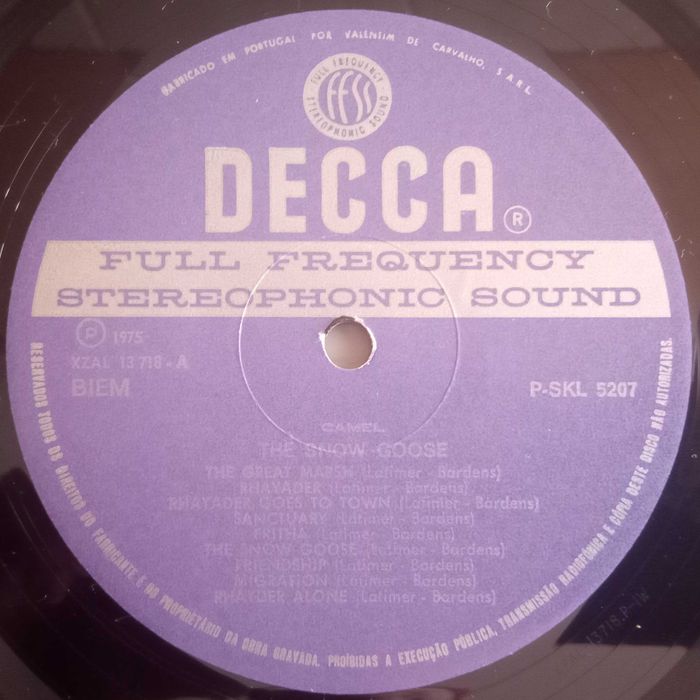 FABRICADO EM PORTUGAL POR VALENTIM DE CARVALHO, S.A.R.L.
FULL FREQUENCY
FFSS
STEREOPHONIC SOUND
DECCA ®
FULL FREQUENCY
STEREOPHONIC SOUND
Ⓟ 1975
XZAL 13 718 - A
BIEM
P-SKL 5207
CAMEL
THE SNOW GOOSE
THE GREAT MARSH (Latimer - Bardens)
RHAYADER (Latimer - Bardens)
RHAYADER GOES TO TOWN (Latimer - Bardens)
SANCTUARY (Latimer - Bardens)
FRITHA (Latimer - Bardens)
THE SNOW GOOSE (Latimer - Bardens)
FRIENDSHIP (Latimer - Bardens)
MIGRATION (Latimer - Bardens)
RHAYDER ALONE (Latimer - Bardens)
RESERVADOS TODOS OS DIREITOS DO FABRICANTE E DO PROPRIETÁRIO DA OBRA GRAVADA. PROIBIDAS A EXECUÇÃO PÚBLICA, TRANSMISSÃO RADIOFÓNICA E CÓPIA DESTE DISCO NÃO AUTORIZADAS.